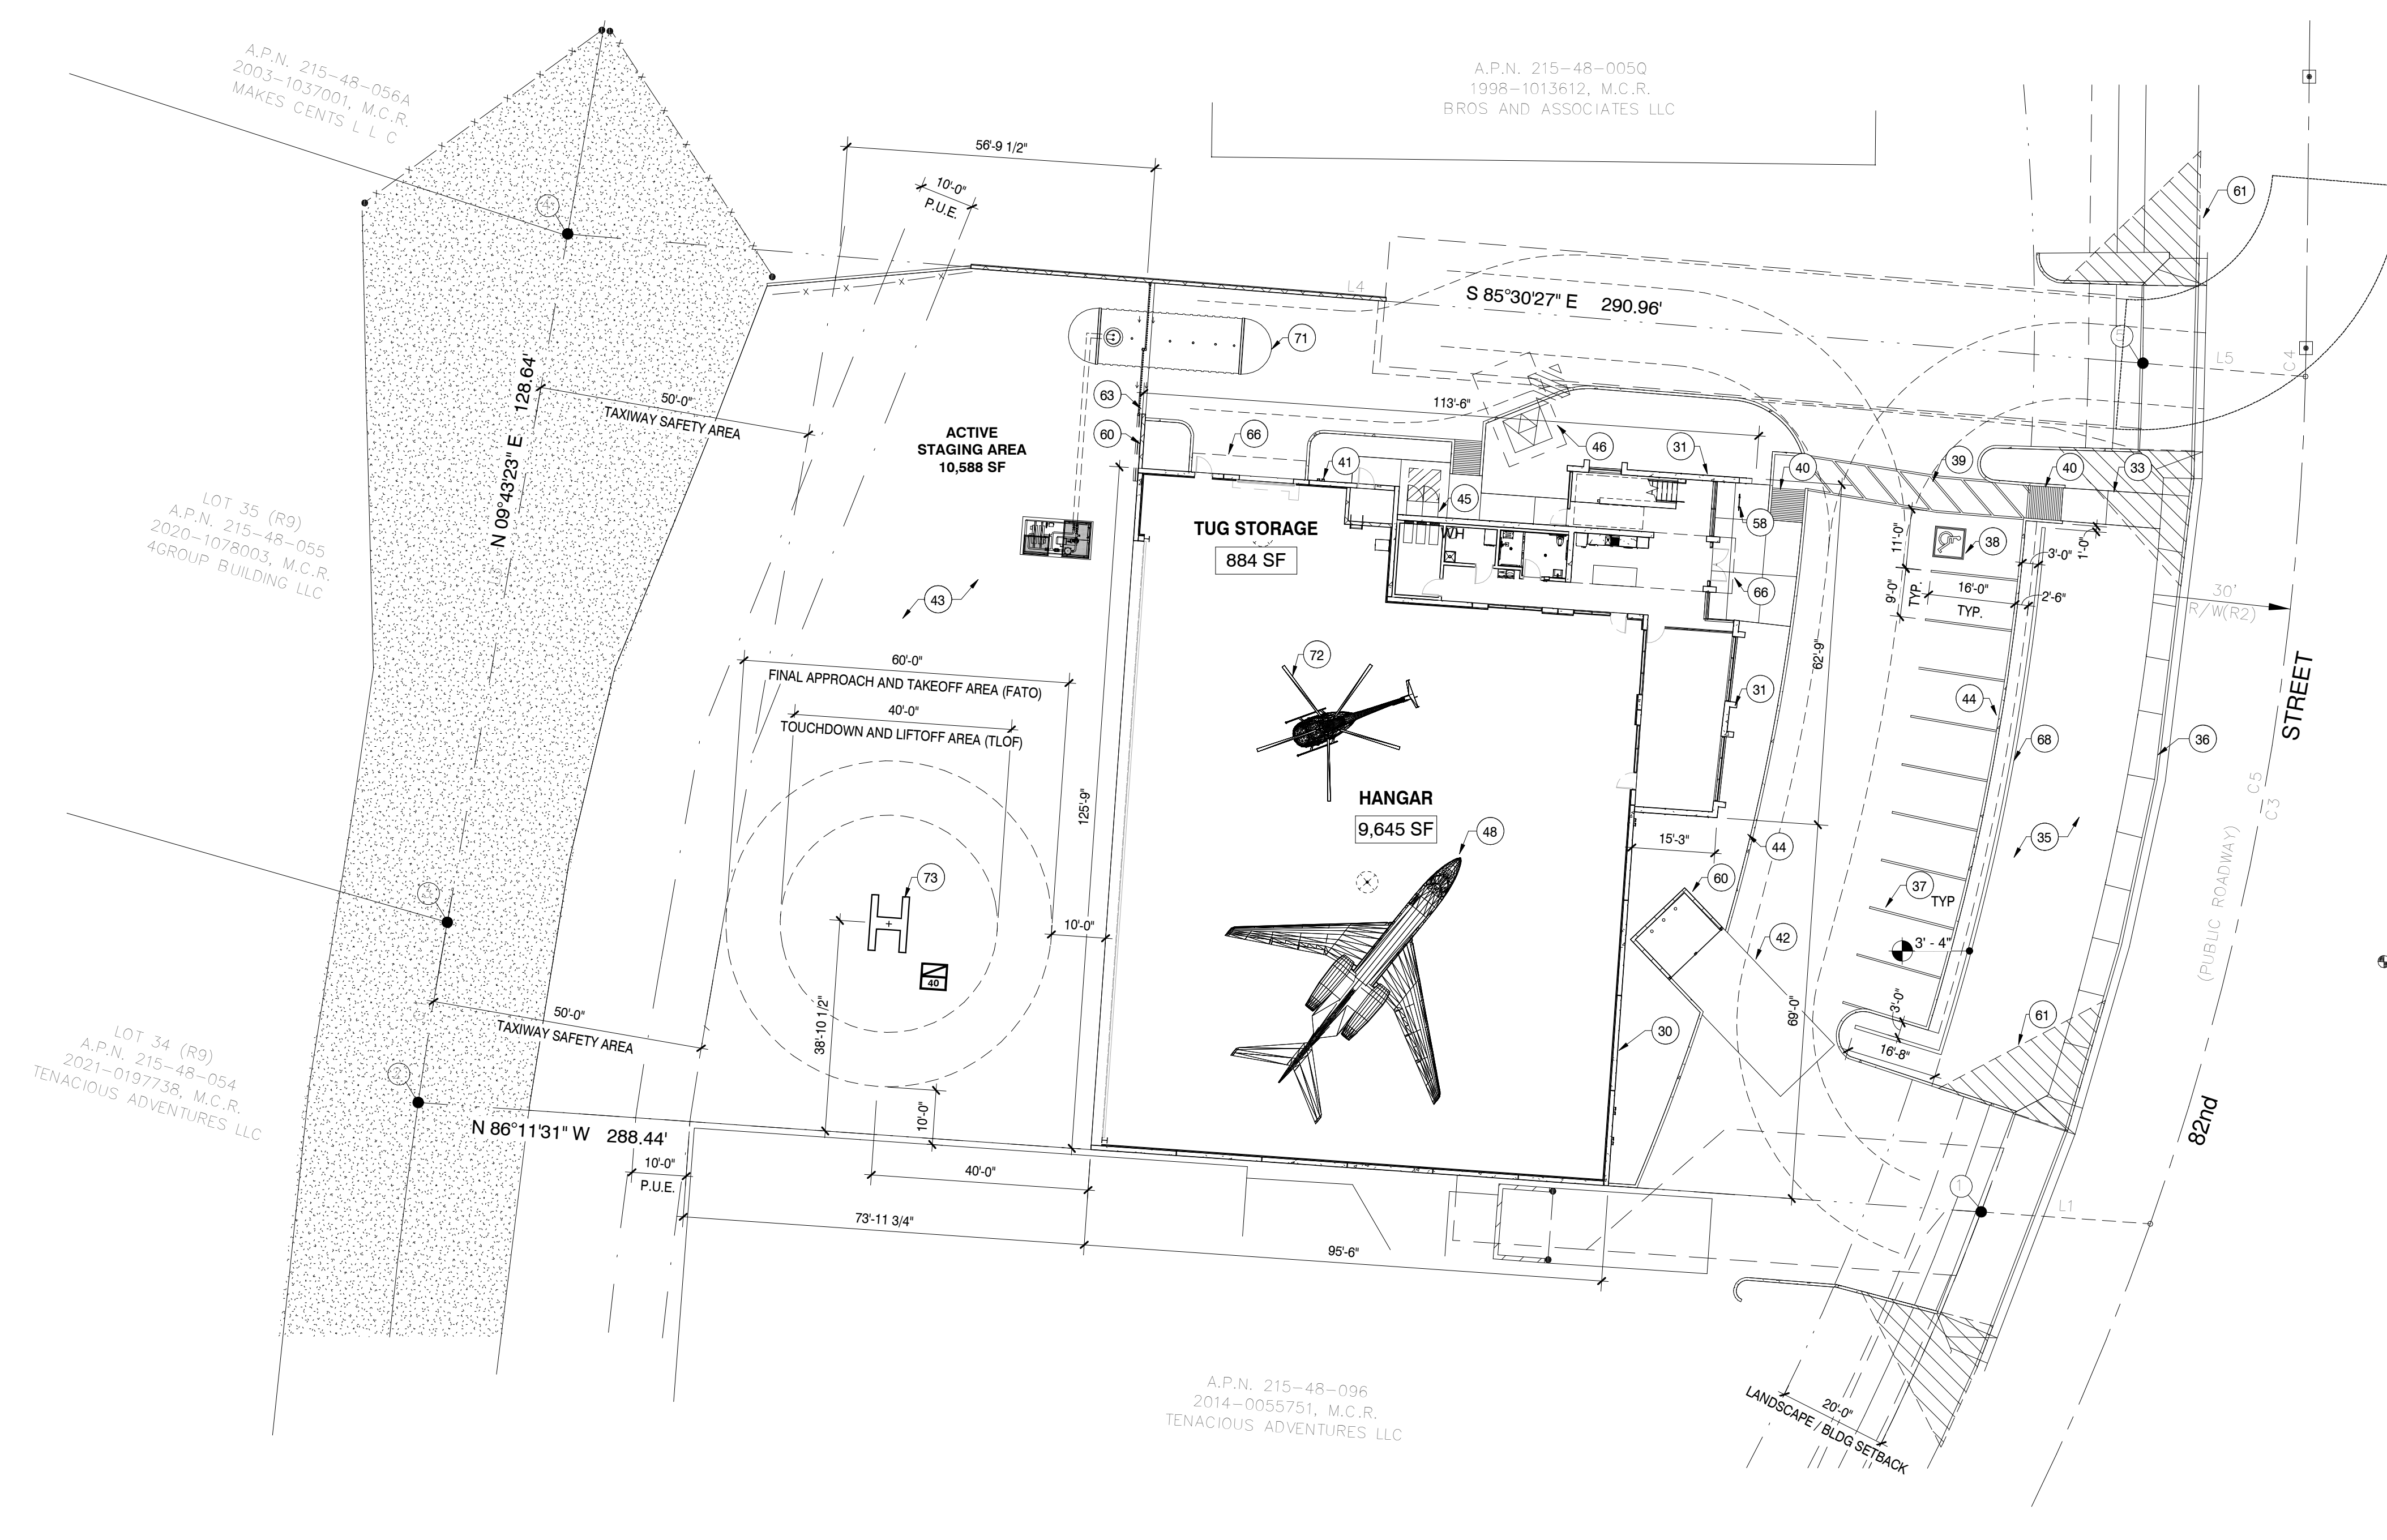 A.P.N. 215-48-056A
2003-1037001, M.C.R.
MAKES CENTS L L C
A.P.N. 215-48-005Q
1998-1013612, M.C.R.
BROS AND ASSOCIATES LLC
56'-9 1/2"
10'-0"
P.U.E.
61
L4
S 85°30'27" E 290.96'
71
L5
C4
N 09°43'23" E 128.64'
50'-0"
TAXIWAY SAFETY AREA
63
113'-6"
60
66
ACTIVE
STAGING AREA
10,588 SF
46
31
41
40
39
40
33
45
58
TUG STORAGE
884 SF
WH
LOT 35 (R9)
A.P.N. 215-48-055
2020-1078003, M.C.R.
4GROUP BUILDING LLC
11'-0"
38
3'-0"
1'-0"
43
66
9'-0"
TYP.
16'-0"
TYP.
2'-6"
30'
R/W(R2)
72
60'-0"
FINAL APPROACH AND TAKEOFF AREA (FATO)
62'-9"
31
44
40'-0"
TOUCHDOWN AND LIFTOFF AREA (TLOF)
68
36
STREET
125'-9"
HANGAR
9,645 SF
48
C5
C3
15'-3"
44
35
73
60
37
TYP
(PUBLIC ROADWAY)
10'-0"
42
3' - 4"
40
38'-10 1/2"
69'-0"
3'-0"
50'-0"
TAXIWAY SAFETY AREA
30
61
16'-8"
LOT 34 (R9)
A.P.N. 215-48-054
2021-0197738, M.C.R.
TENACIOUS ADVENTURES LLC
10'-0"
N 86°11'31" W 288.44'
82nd
10'-0"
P.U.E.
40'-0"
1
L1
73'-11 3/4"
95'-6"
A.P.N. 215-48-096
2014-0055751, M.C.R.
TENACIOUS ADVENTURES LLC
20'-0"
LANDSCAPE / BLDG SETBACK